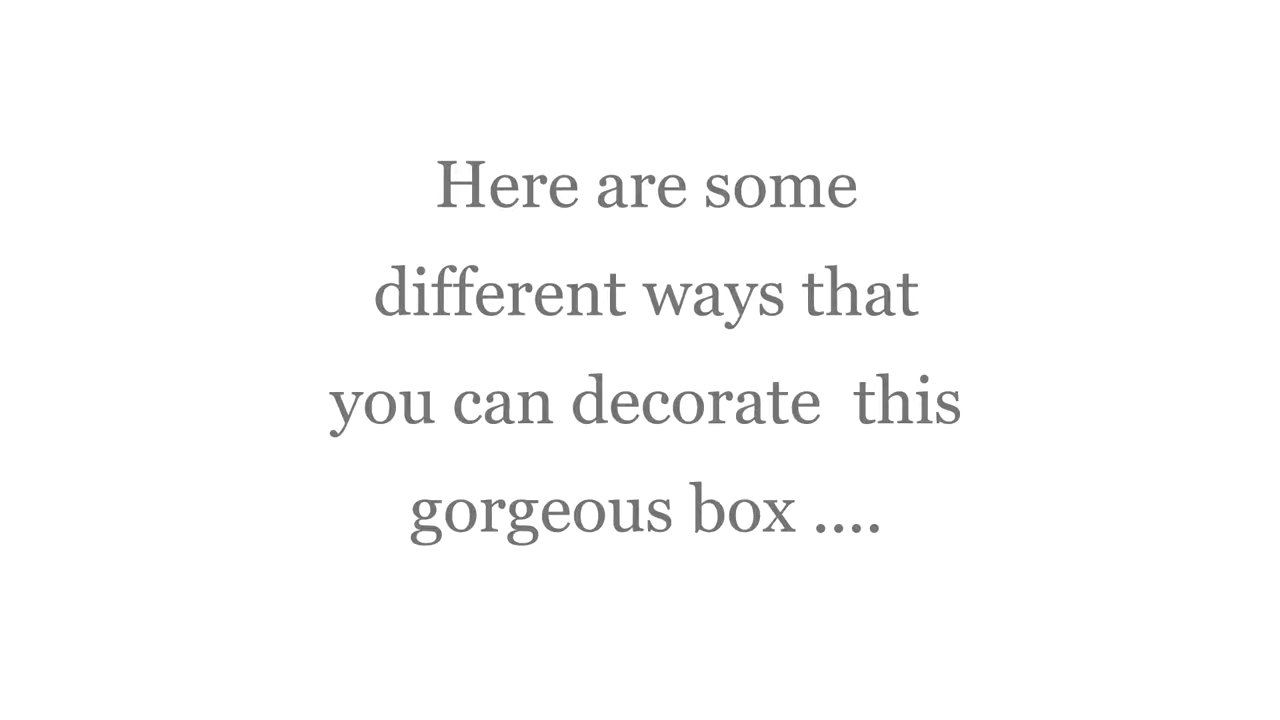 Here are some
different ways that
you can decorate  this
gorgeous box ....